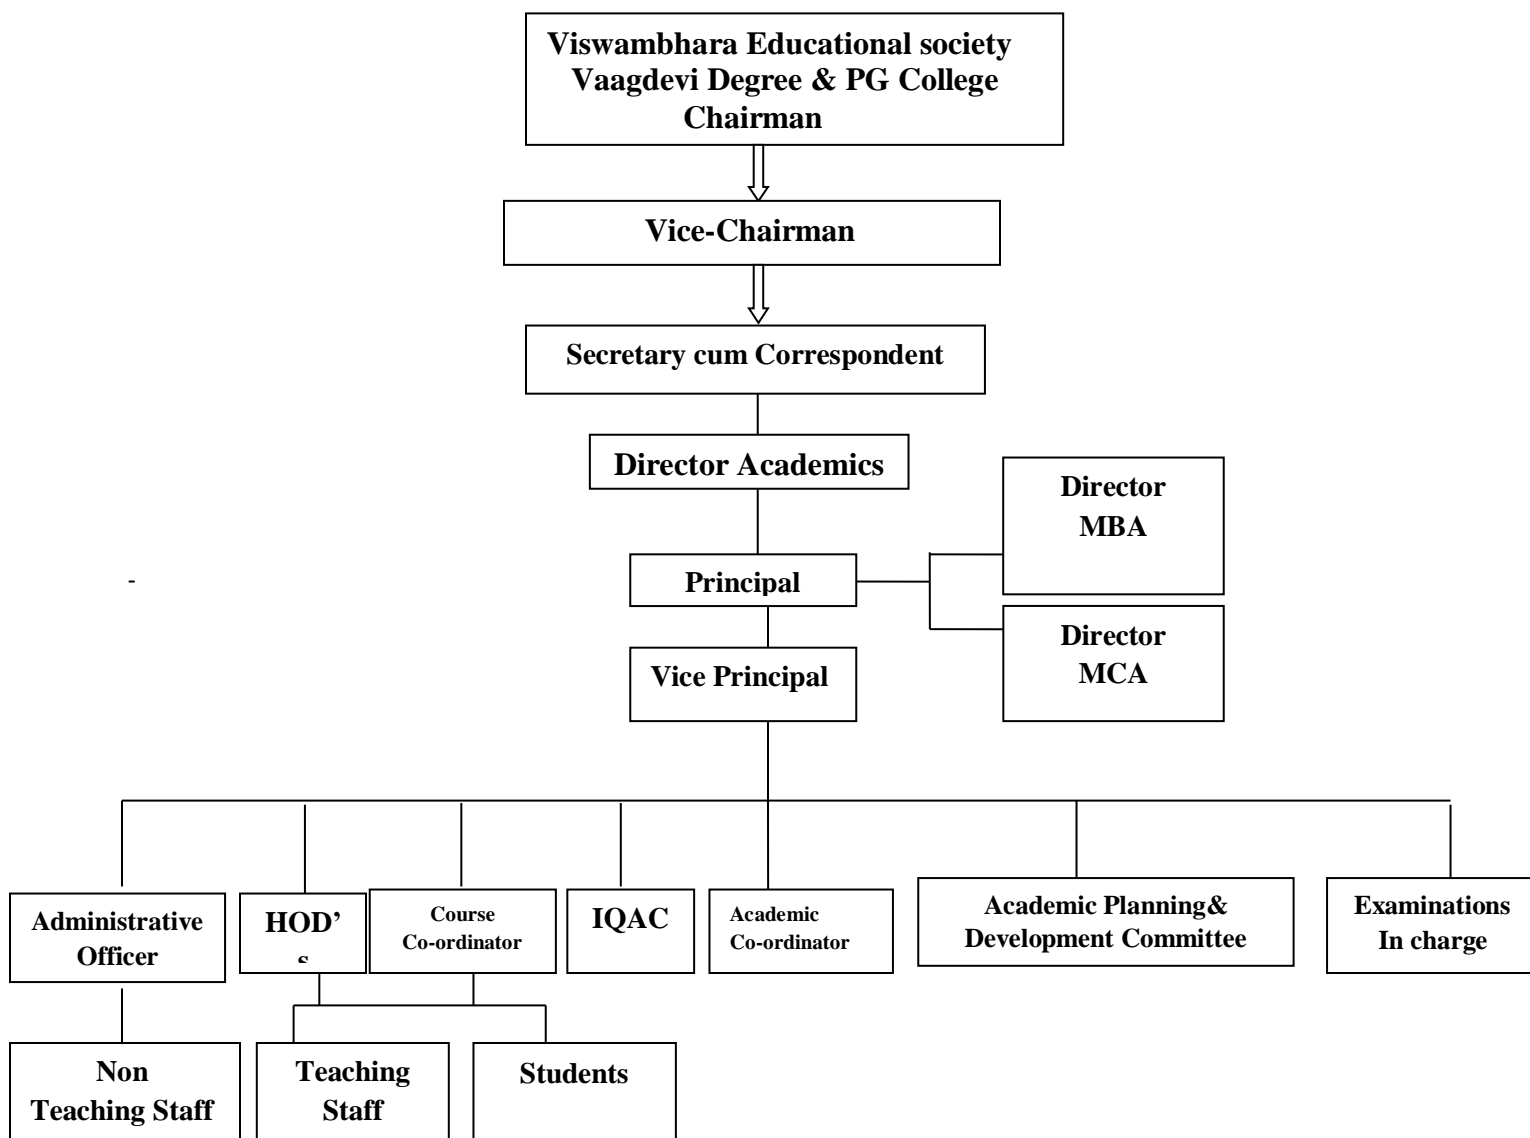 Viswambhara Educational society
Vaagdevi Degree & PG College
Chairman
Vice-Chairman
Secretary cum Correspondent
Director Academics
Director
MBA
-
Principal
Director
MCA
Vice Principal
Administrative
Officer
HOD’
s
Course
Co-ordinator
IQAC
Academic
Co-ordinator
Academic Planning&
Development Committee
Examinations
In charge
Non
Teaching Staff
Teaching
Staff
Students